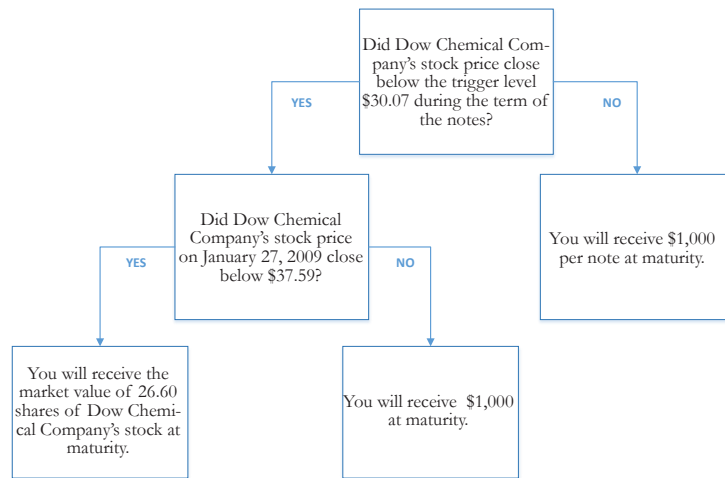 Did Dow Chemical Com-
pany's stock price close
below the trigger level
$30.07 during the term of
the notes?
YES
NO
Did Dow Chemical
Company's stock price
on January 27, 2009 close
below $37.59?
You will receive $1,000
per note at maturity.
YES
NO
You will receive the
market value of 26.60
shares of Dow Chemi-
cal Company's stock at
maturity.
You will receive  $1,000
at maturity.